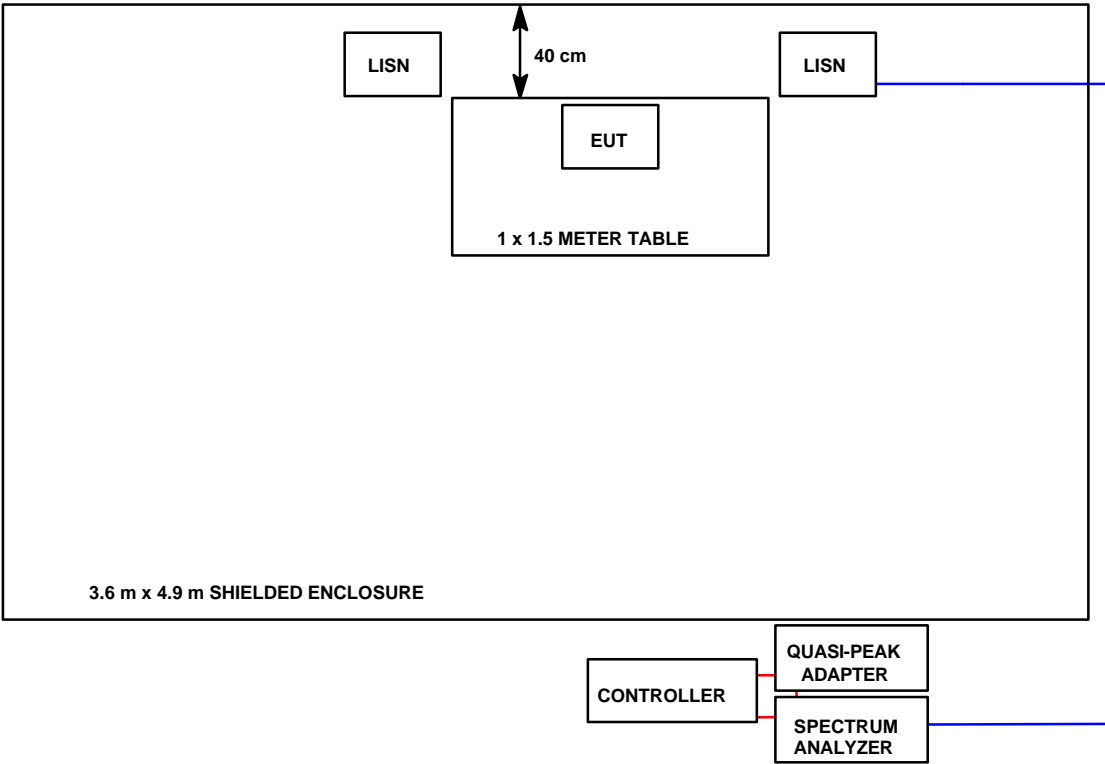 LISN
40 cm
LISN
EUT
1 x 1.5 METER TABLE
3.6 m x 4.9 m SHIELDED ENCLOSURE
QUASI-PEAK
ADAPTER
CONTROLLER
SPECTRUM
ANALYZER